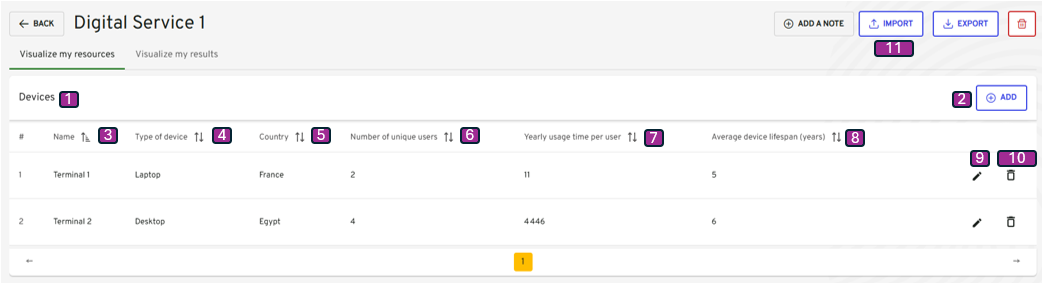 BACK Digital Service 1 ADD A NOTE IMPORT EXPORT
11
Visualize my resources Visualize my results
Devices 1 2 ADD
# Name 3 Type of device 4 Country 5 Number of unique users 6 Yearly usage time per user 7 Average device lifespan (years) 8
9 10
1 Terminal 1 Laptop France 2 11 5
2 Terminal 2 Desktop Egypt 4 4446 6
1